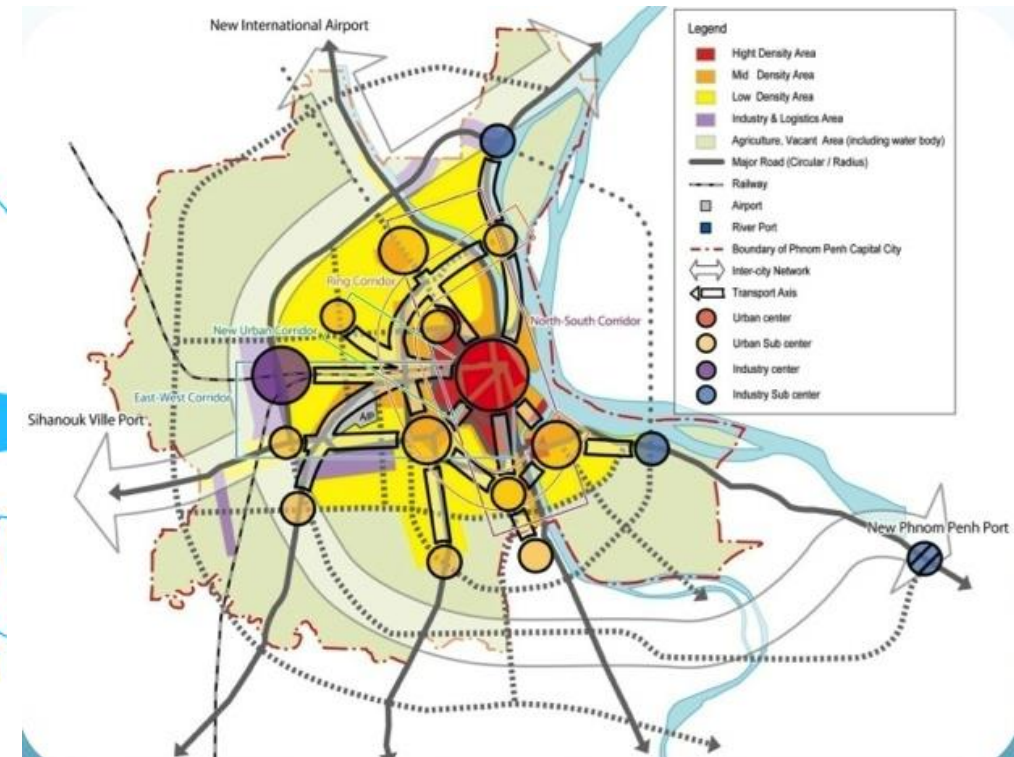 New International Airport
Legend
Hight Density Area
Mid Density Area
Low Density Area
Industry & Logistics Area
Agriculture, Vacant Area (including water body)
Major Road (Circular / Radius)
Railway
Airport
River Port
Boundary of Phnom Penh Capital City
Inter-city Network
Transport Axis
Urban center
Urban Sub center
Industry center
Industry Sub center
Ring Corridor
North-South Corridor
New Urban Corridor
East-West Corridor
Sihanouk Ville Port
AIP
New Phnom Penh Port